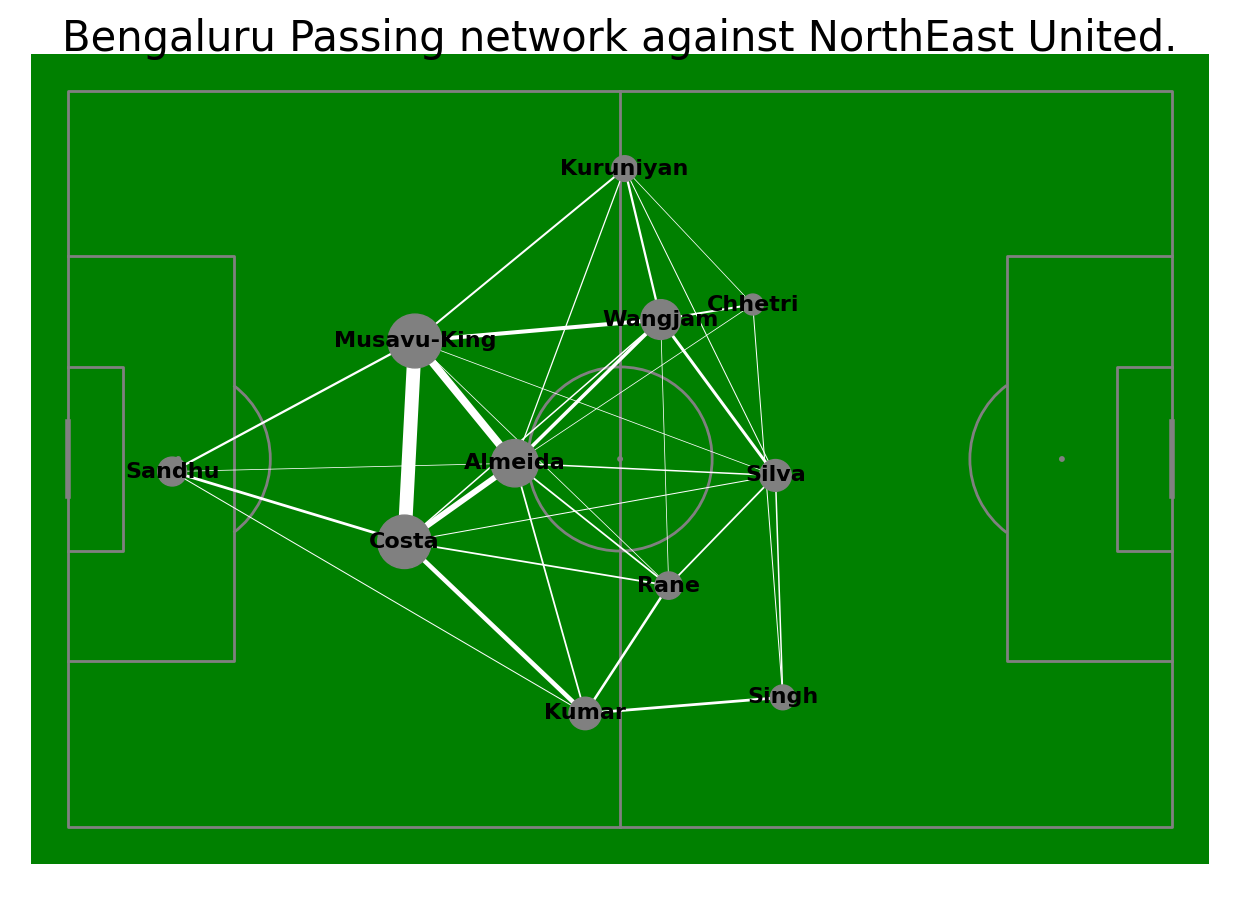 Bengaluru Passing network against NorthEast United.
Kuruniyan
Chhetri
Wangjam
Musavu-King
Almeida
Sandhu
Silva
Costa
Rane
Singh
Kumar